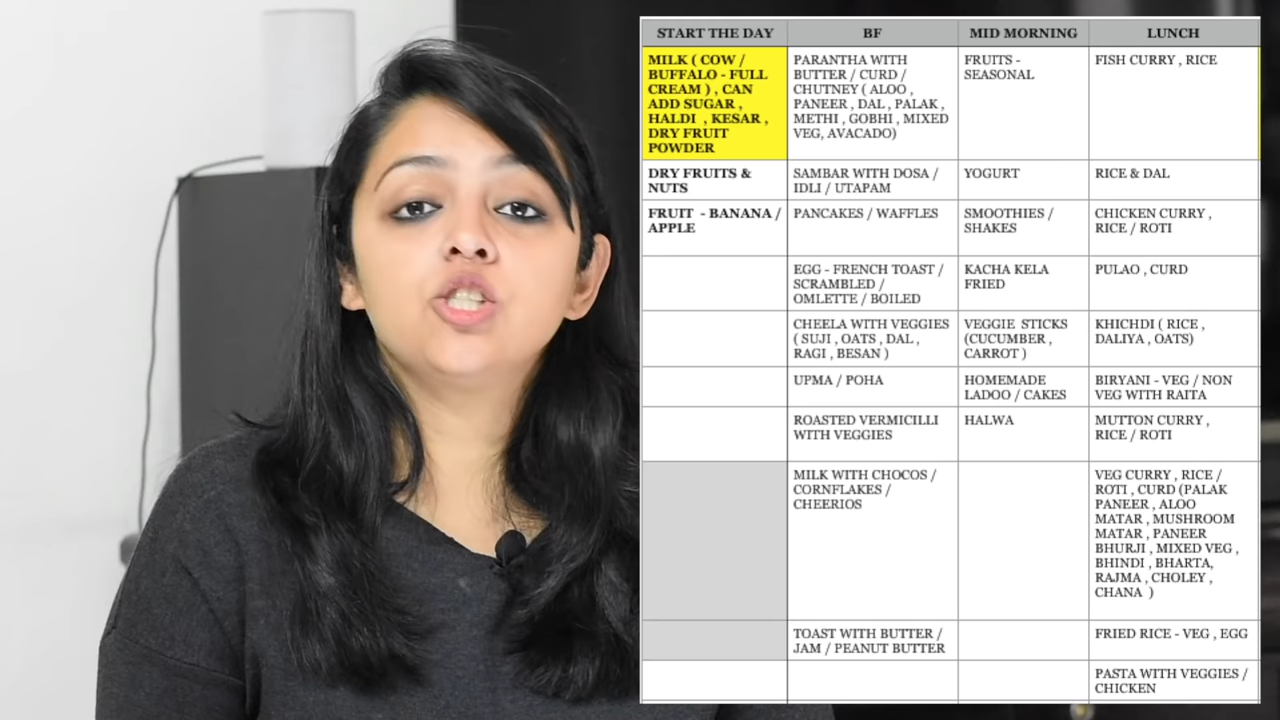 START THE DAY
BF
MID MORNING
LUNCH
MILK ( COW /
BUFFALO - FULL
CREAM ) , CAN
ADD SUGAR ,
HALDI , KESAR ,
DRY FRUIT
POWDER
PARANTHA WITH
BUTTER / CURD /
CHUTNEY ( ALOO ,
PANEER , DAL , PALAK ,
METHI , GOBHI , MIXED
VEG, AVACADO)
FRUITS -
SEASONAL
FISH CURRY , RICE
DRY FRUITS &
NUTS
SAMBAR WITH DOSA /
IDLI / UTAPAM
YOGURT
RICE & DAL
FRUIT - BANANA /
APPLE
PANCAKES / WAFFLES
SMOOTHIES /
SHAKES
CHICKEN CURRY ,
RICE / ROTI
EGG - FRENCH TOAST /
SCRAMBLED /
OMLETTE / BOILED
KACHA KELA
FRIED
PULAO , CURD
CHEELA WITH VEGGIES
( SUJI , OATS , DAL ,
RAGI , BESAN )
VEGGIE STICKS
(CUCUMBER ,
CARROT )
KHICHDI ( RICE ,
DALIYA , OATS)
UPMA / POHA
HOMEMADE
LADOO / CAKES
BIRYANI - VEG / NON
VEG WITH RAITA
ROASTED VERMICILLI
WITH VEGGIES
HALWA
MUTTON CURRY ,
RICE / ROTI
MILK WITH CHOCOS /
CORNFLAKES /
CHEERIOS
VEG CURRY , RICE /
ROTI , CURD (PALAK
PANEER , ALOO
MATAR , MUSHROOM
MATAR , PANEER
BHURJI , MIXED VEG ,
BHINDI , BHARTA,
RAJMA , CHOLEY ,
CHANA )
TOAST WITH BUTTER /
JAM / PEANUT BUTTER
FRIED RICE - VEG , EGG
PASTA WITH VEGGIES /
CHICKEN